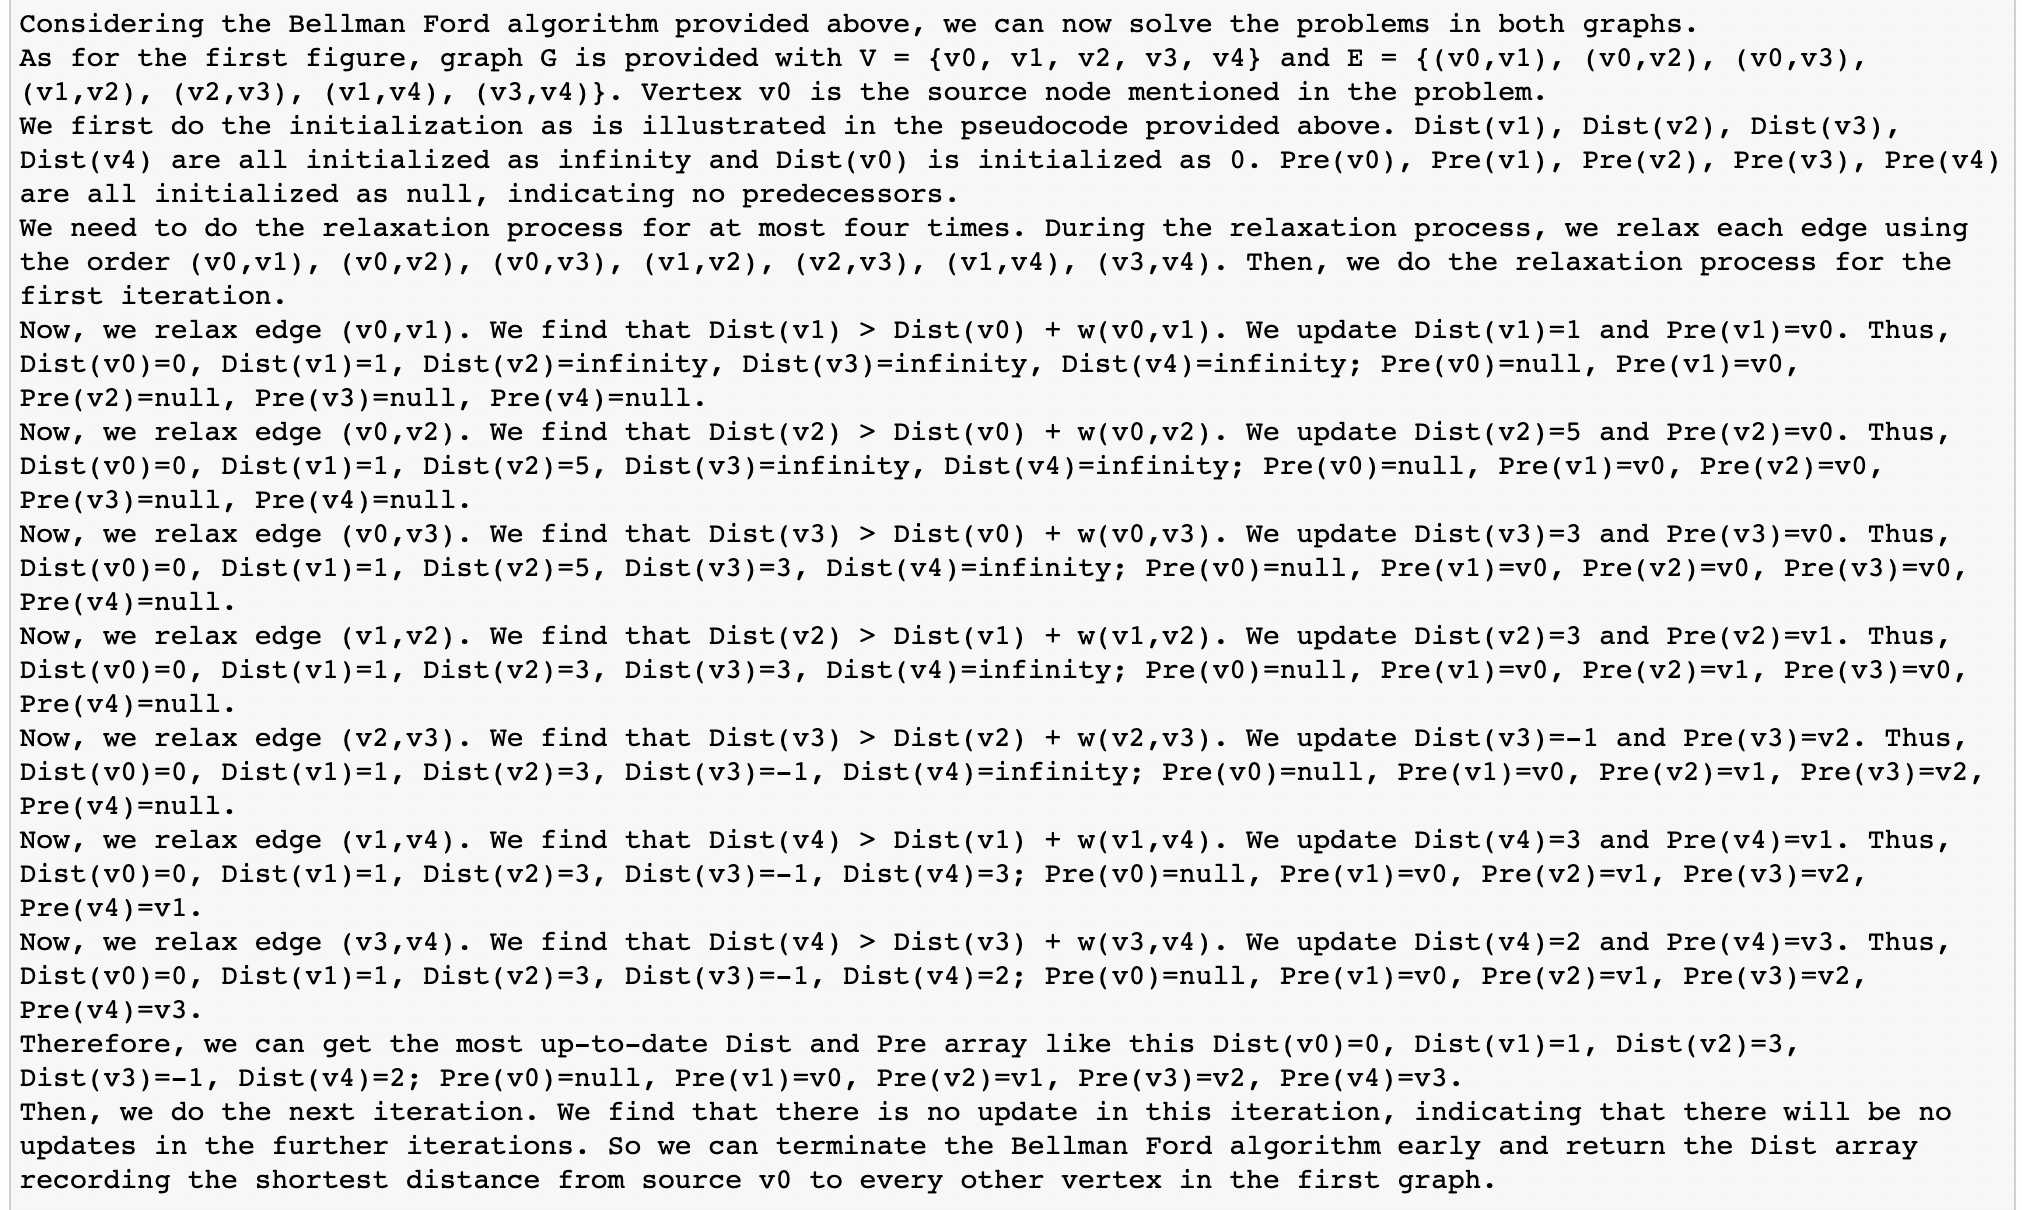 Considering the Bellman Ford algorithm provided above, we can now solve the problems in both graphs.
As for the first figure, graph G is provided with V = {v0, v1, v2, v3, v4} and E = {(v0,v1), (v0,v2), (v0,v3),
(v1,v2), (v2,v3), (v1,v4), (v3,v4)}. Vertex v0 is the source node mentioned in the problem.
We first do the initialization as is illustrated in the pseudocode provided above. Dist(v1), Dist(v2), Dist(v3),
Dist(v4) are all initialized as infinity and Dist(v0) is initialized as 0. Pre(v0), Pre(v1), Pre(v2), Pre(v3), Pre(v4)
are all initialized as null, indicating no predecessors.
We need to do the relaxation process for at most four times. During the relaxation process, we relax each edge using
the order (v0,v1), (v0,v2), (v0,v3), (v1,v2), (v2,v3), (v1,v4), (v3,v4). Then, we do the relaxation process for the
first iteration.
Now, we relax edge (v0,v1). We find that Dist(v1) > Dist(v0) + w(v0,v1). We update Dist(v1)=1 and Pre(v1)=v0. Thus,
Dist(v0)=0, Dist(v1)=1, Dist(v2)=infinity, Dist(v3)=infinity, Dist(v4)=infinity; Pre(v0)=null, Pre(v1)=v0,
Pre(v2)=null, Pre(v3)=null, Pre(v4)=null.
Now, we relax edge (v0,v2). We find that Dist(v2) > Dist(v0) + w(v0,v2). We update Dist(v2)=5 and Pre(v2)=v0. Thus,
Dist(v0)=0, Dist(v1)=1, Dist(v2)=5, Dist(v3)=infinity, Dist(v4)=infinity; Pre(v0)=null, Pre(v1)=v0, Pre(v2)=v0,
Pre(v3)=null, Pre(v4)=null.
Now, we relax edge (v0,v3). We find that Dist(v3) > Dist(v0) + w(v0,v3). We update Dist(v3)=3 and Pre(v3)=v0. Thus,
Dist(v0)=0, Dist(v1)=1, Dist(v2)=5, Dist(v3)=3, Dist(v4)=infinity; Pre(v0)=null, Pre(v1)=v0, Pre(v2)=v0, Pre(v3)=v0,
Pre(v4)=null.
Now, we relax edge (v1,v2). We find that Dist(v2) > Dist(v1) + w(v1,v2). We update Dist(v2)=3 and Pre(v2)=v1. Thus,
Dist(v0)=0, Dist(v1)=1, Dist(v2)=3, Dist(v3)=3, Dist(v4)=infinity; Pre(v0)=null, Pre(v1)=v0, Pre(v2)=v1, Pre(v3)=v0,
Pre(v4)=null.
Now, we relax edge (v2,v3). We find that Dist(v3) > Dist(v2) + w(v2,v3). We update Dist(v3)=-1 and Pre(v3)=v2. Thus,
Dist(v0)=0, Dist(v1)=1, Dist(v2)=3, Dist(v3)=-1, Dist(v4)=infinity; Pre(v0)=null, Pre(v1)=v0, Pre(v2)=v1, Pre(v3)=v2,
Pre(v4)=null.
Now, we relax edge (v1,v4). We find that Dist(v4) > Dist(v1) + w(v1,v4). We update Dist(v4)=3 and Pre(v4)=v1. Thus,
Dist(v0)=0, Dist(v1)=1, Dist(v2)=3, Dist(v3)=-1, Dist(v4)=3; Pre(v0)=null, Pre(v1)=v0, Pre(v2)=v1, Pre(v3)=v2,
Pre(v4)=v1.
Now, we relax edge (v3,v4). We find that Dist(v4) > Dist(v3) + w(v3,v4). We update Dist(v4)=2 and Pre(v4)=v3. Thus,
Dist(v0)=0, Dist(v1)=1, Dist(v2)=3, Dist(v3)=-1, Dist(v4)=2; Pre(v0)=null, Pre(v1)=v0, Pre(v2)=v1, Pre(v3)=v2,
Pre(v4)=v3.
Therefore, we can get the most up-to-date Dist and Pre array like this Dist(v0)=0, Dist(v1)=1, Dist(v2)=3,
Dist(v3)=-1, Dist(v4)=2; Pre(v0)=null, Pre(v1)=v0, Pre(v2)=v1, Pre(v3)=v2, Pre(v4)=v3.
Then, we do the next iteration. We find that there is no update in this iteration, indicating that there will be no
updates in the further iterations. So we can terminate the Bellman Ford algorithm early and return the Dist array
recording the shortest distance from source v0 to every other vertex in the first graph.